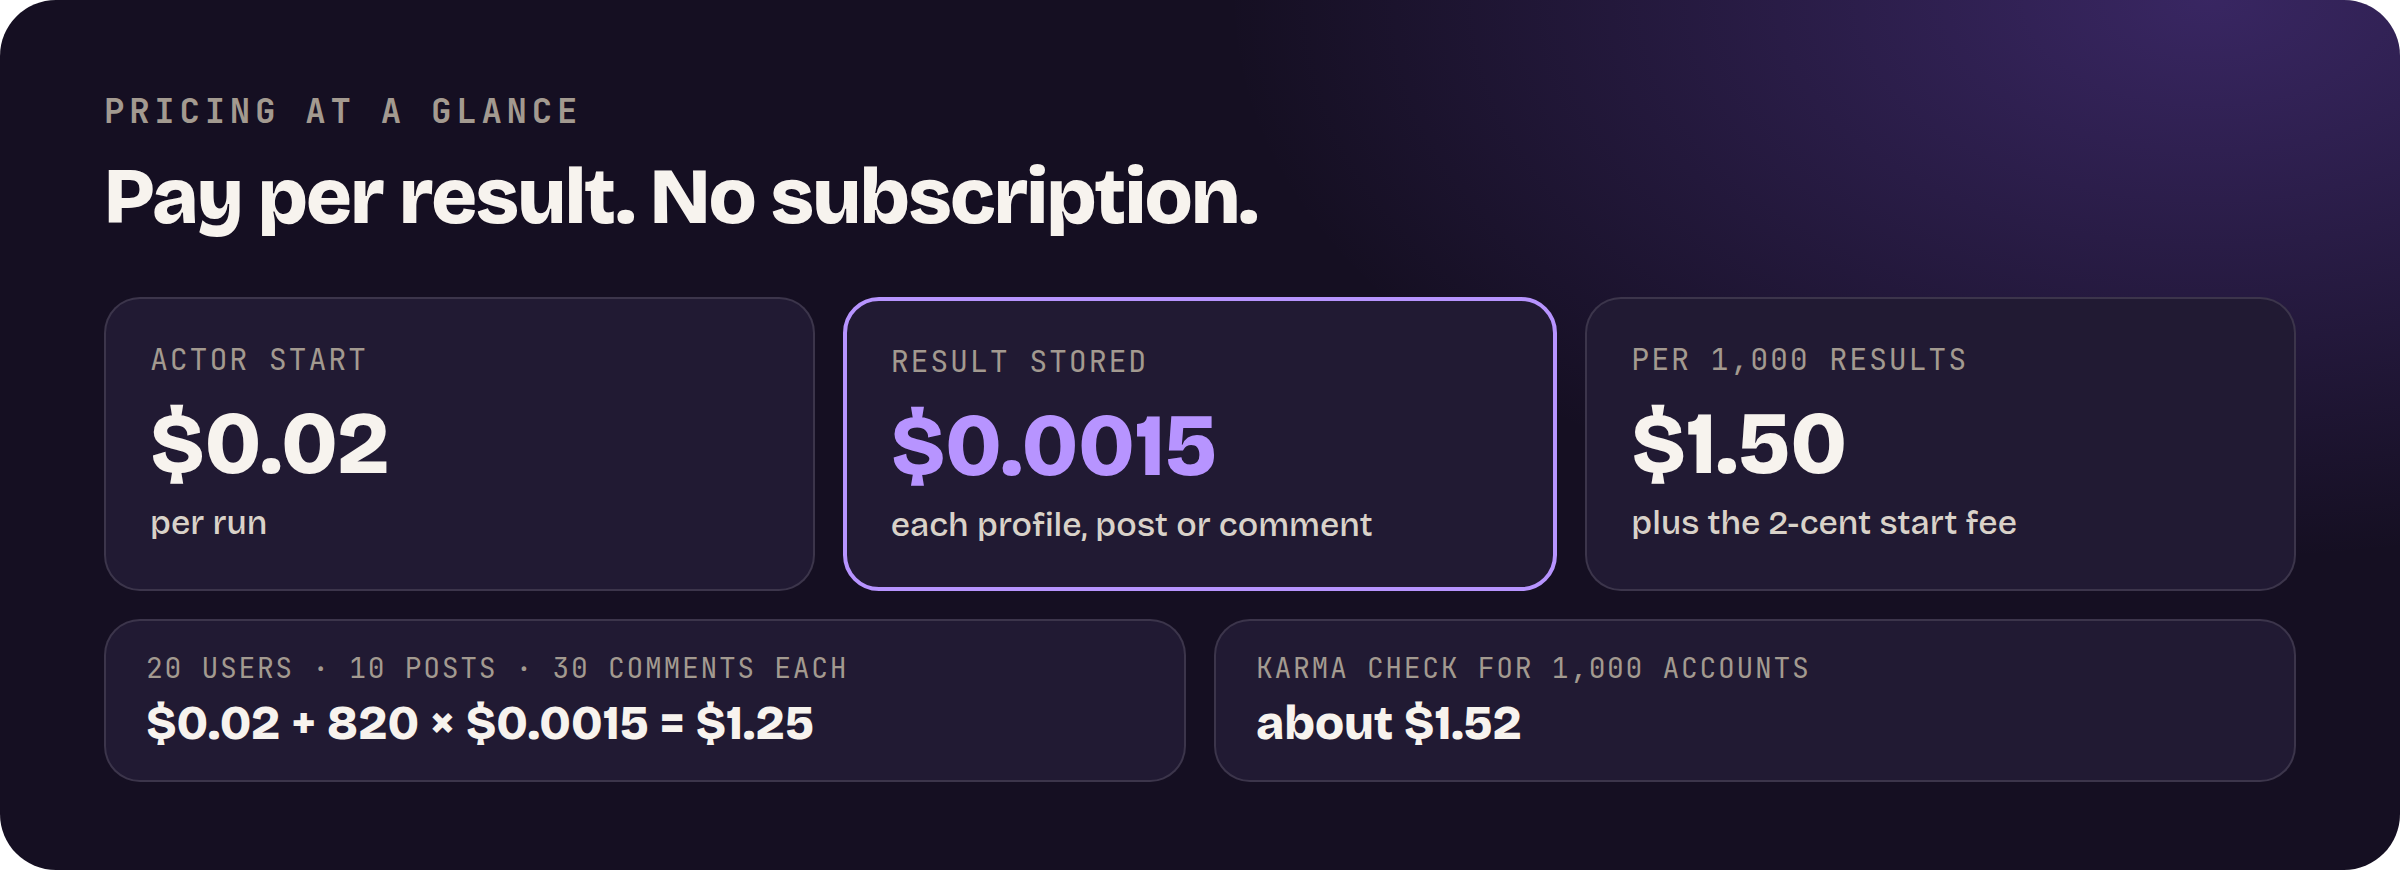 PRICING AT A GLANCE
Pay per result. No subscription.
ACTOR START
$0.02
per run
RESULT STORED
$0.0015
each profile, post or comment
PER 1,000 RESULTS
$1.50
plus the 2-cent start fee
20 USERS · 10 POSTS · 30 COMMENTS EACH
$0.02 + 820 × $0.0015 = $1.25
KARMA CHECK FOR 1,000 ACCOUNTS
about $1.52